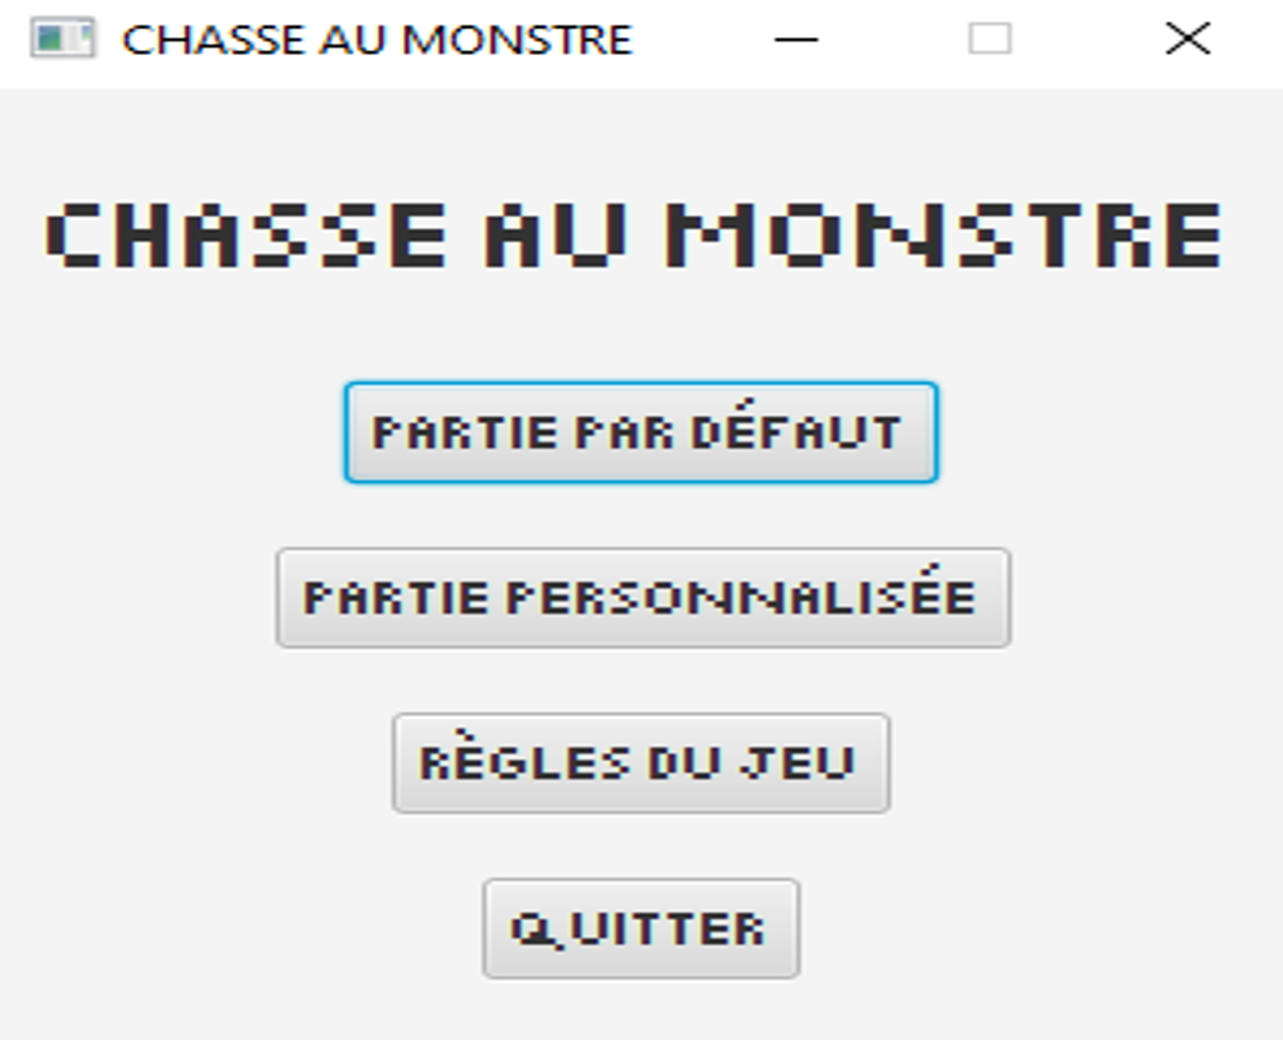 CHASSE AU MONSTRE
CHASSE AU MONSTRE
PARTIE PAR DÉFAUT
PARTIE PERSONNALISÉE
RÈGLES DU JEU
QUITTER